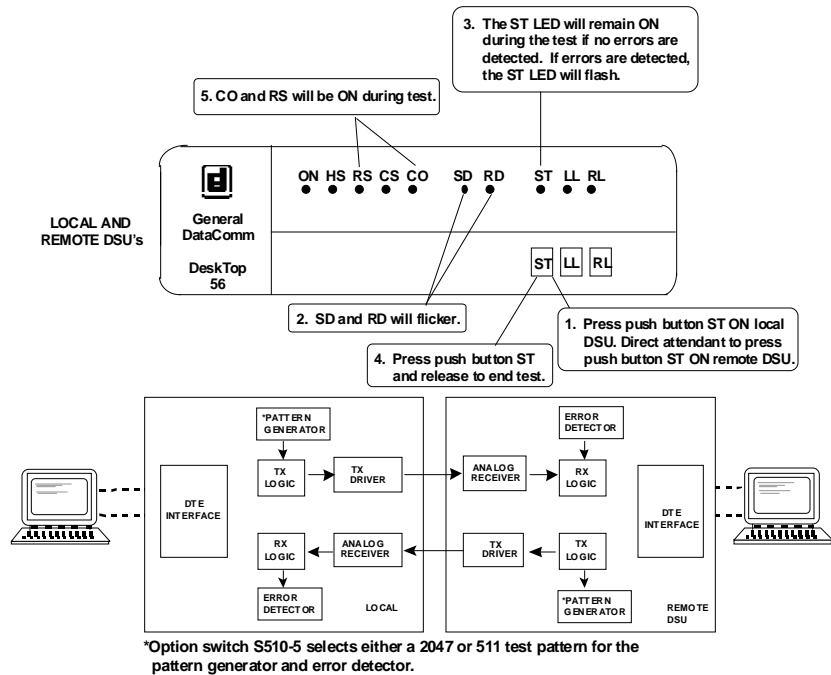 3. The ST LED will remain ON
during the test if no errors are
detected. If errors are detected,
the ST LED will flash.
5. CO and RS will be ON during test.
ON HS RS CS CO SD RD ST LL RL
LOCAL AND
REMOTE DSU's
General
DataComm
DeskTop
56
ST LL RL
2. SD and RD will flicker.
1. Press push button ST ON local
DSU. Direct attendant to press
push button ST ON remote DSU.
4. Press push button ST
and release to end test.
*PATTERN
GENERATOR
TX
LOGIC
TX
DRIVER
DTE
INTERFACE
RX
LOGIC
ANALOG
RECEIVER
ERROR
DETECTOR
LOCAL
ERROR
DETECTOR
ANALOG
RECEIVER
RX
LOGIC
DTE
INTERFACE
TX
DRIVER
TX
LOGIC
*PATTERN
GENERATOR
REMOTE
DSU
*Option switch S510-5 selects either a 2047 or 511 test pattern for the
pattern generator and error detector.